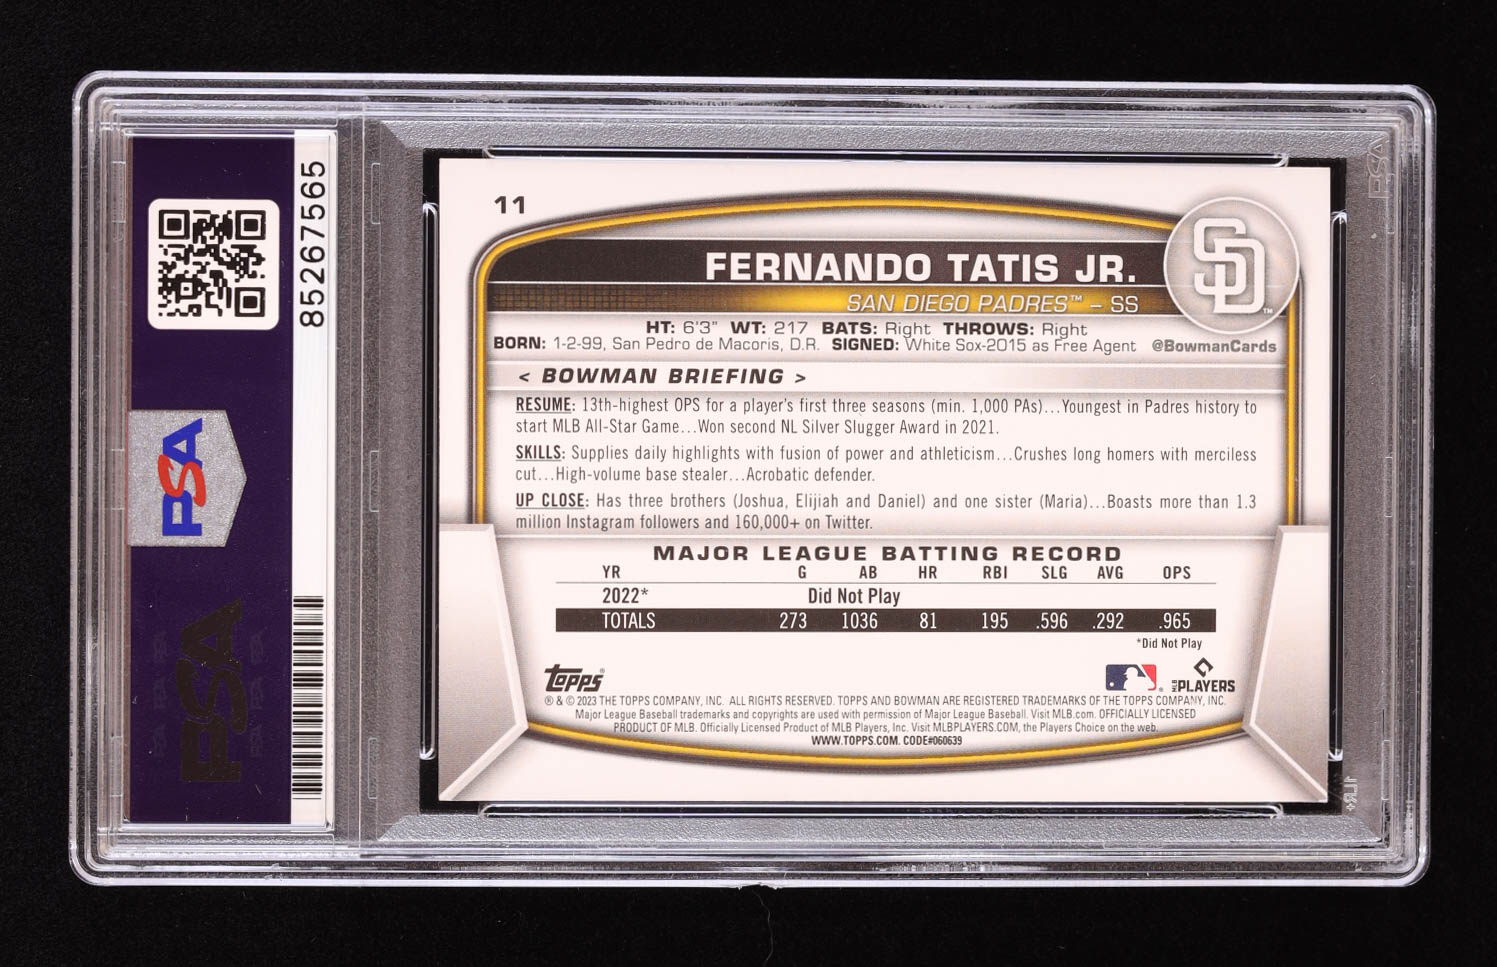 85267565
PSA
PSA
11
FERNANDO TATIS JR.
SAN DIEGO PADRES™ – SS
SD™
HT: 6'3" WT: 217 BATS: Right THROWS: Right
BORN: 1-2-99, San Pedro de Macoris, D.R. SIGNED: White Sox-2015 as Free Agent @BowmanCards
< BOWMAN BRIEFING >
RESUME: 13th-highest OPS for a player's first three seasons (min. 1,000 PAs)...Youngest in Padres history to
start MLB All-Star Game...Won second NL Silver Slugger Award in 2021.
SKILLS: Supplies daily highlights with fusion of power and athleticism...Crushes long homers with merciless
cut...High-volume base stealer...Acrobatic defender.
UP CLOSE: Has three brothers (Joshua, Elijiah and Daniel) and one sister (Maria)...Boasts more than 1.3
million Instagram followers and 160,000+ on Twitter.
MAJOR LEAGUE BATTING RECORD
YR G AB HR RBI SLG AVG OPS
2022* Did Not Play
TOTALS 273 1036 81 195 .596 .292 .965
*Did Not Play
Topps® MLB PLAYERS
® & © 2023 THE TOPPS COMPANY, INC. ALL RIGHTS RESERVED. TOPPS AND BOWMAN ARE REGISTERED TRADEMARKS OF THE TOPPS COMPANY, INC.
Major League Baseball trademarks and copyrights are used with permission of Major League Baseball. Visit MLB.com. OFFICIALLY LICENSED
PRODUCT OF MLB. Officially Licensed Product of MLB Players, Inc. Visit MLBPLAYERS.COM, the Players Choice on the web.
WWW.TOPPS.COM. CODE#060639
PSA